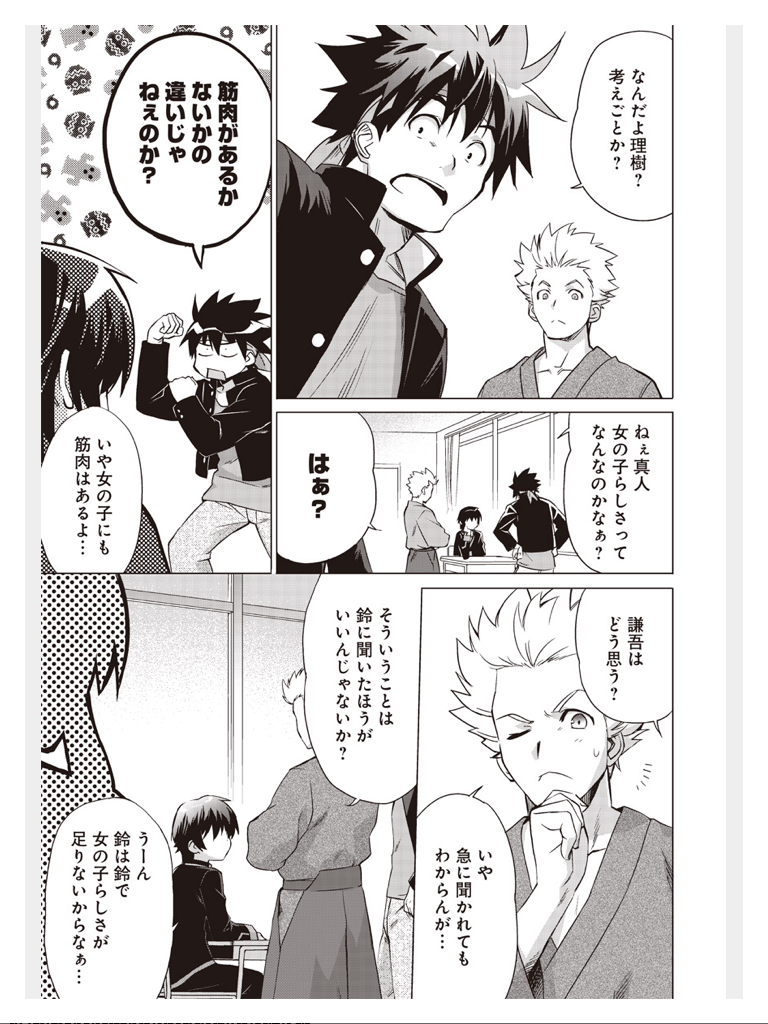 なんだよ理樹？
考えごとか？
筋肉があるか
ないかの
違いじゃ
ねぇのか？
いや女の子にも
筋肉はあるよ…
ねぇ真人
女の子らしさって
なんなのかなぁ？
はぁ？
謙吾は
どう思う？
いや
急に聞かれても
わからんが…
そういうことは
鈴に聞いたほうが
いいんじゃないか？
うーん
鈴は鈴で
女の子らしさが
足りないからなぁ…